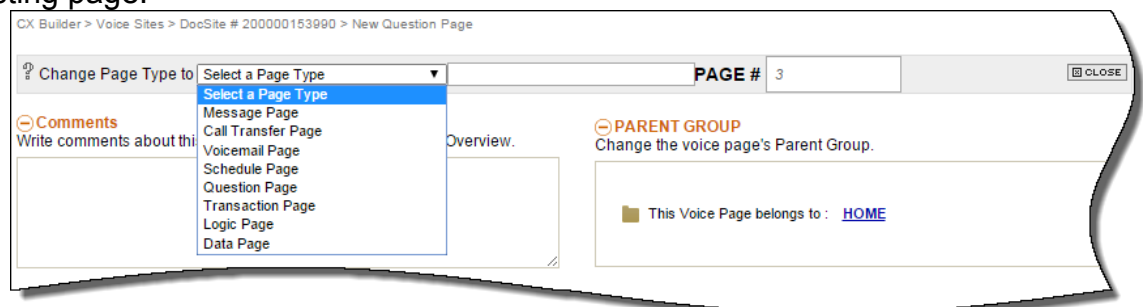 ting page.
CX Builder > Voice Sites > DocSite # 200000153990 > New Question Page
? Change Page Type to Select a Page Type PAGE # 3 CLOSE
Select a Page Type
Message Page
Call Transfer Page
Voicemail Page
Schedule Page
Question Page
Transaction Page
Logic Page
Data Page
Comments
Write comments about thi Overview.
PARENT GROUP
Change the voice page's Parent Group.
This Voice Page belongs to : HOME